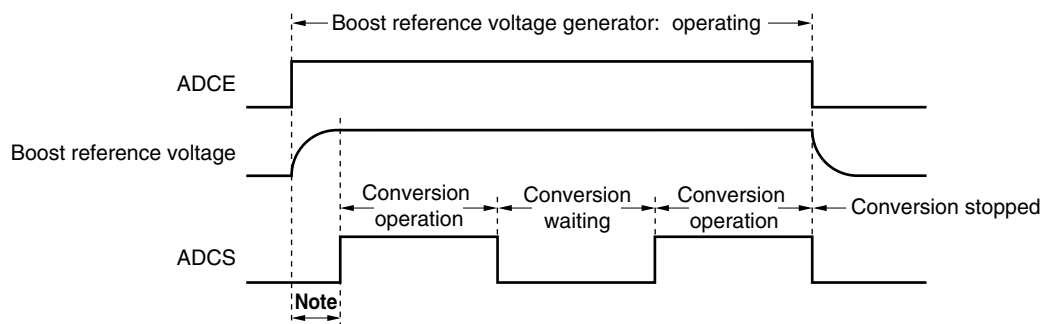 Boost reference voltage generator: operating
ADCE
Boost reference voltage
Conversion
operation
Conversion
waiting
Conversion
operation
Conversion stopped
ADCS
Note